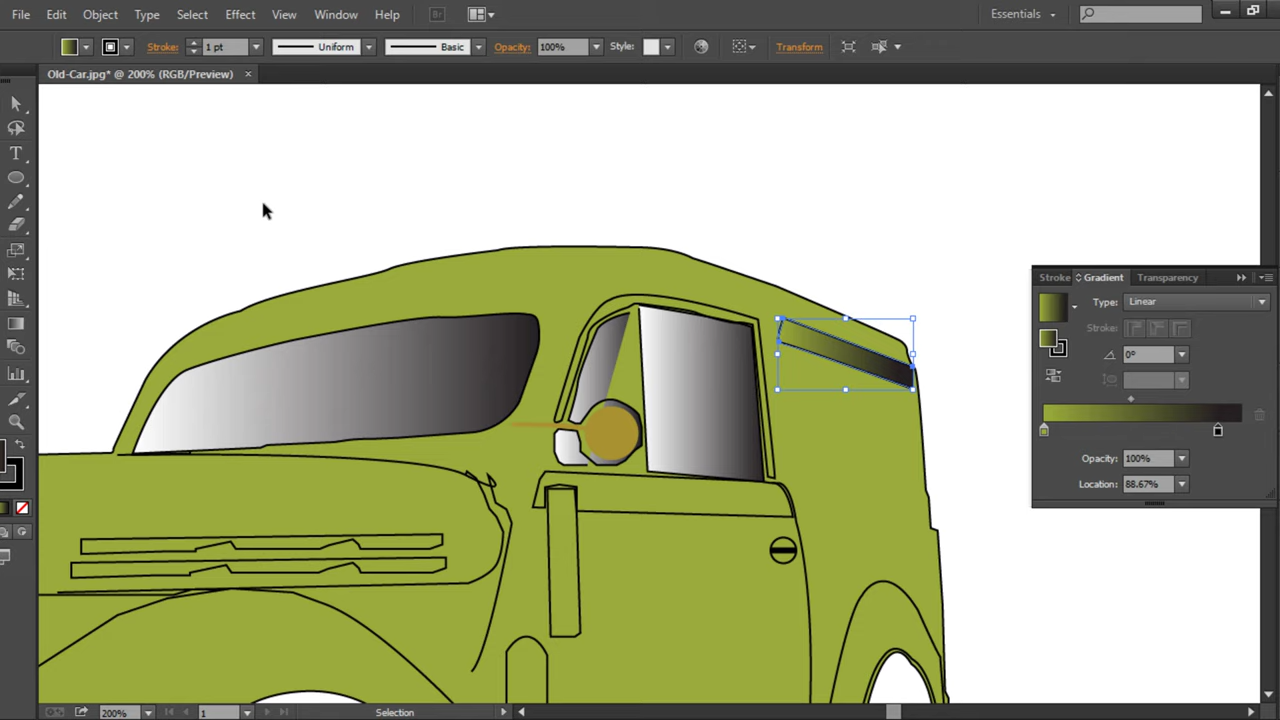 File Edit Object Type Select Effect View Window Help Br Essentials
Stroke: 1 pt Uniform Basic Opacity: 100% Style: Transform
Old-Car.jpg* @ 200% (RGB/Preview) ×
T
Stroke Gradient Transparency
Type: Linear
Stroke:
0°
Opacity: 100%
Location: 88.67%
200% 1 Selection